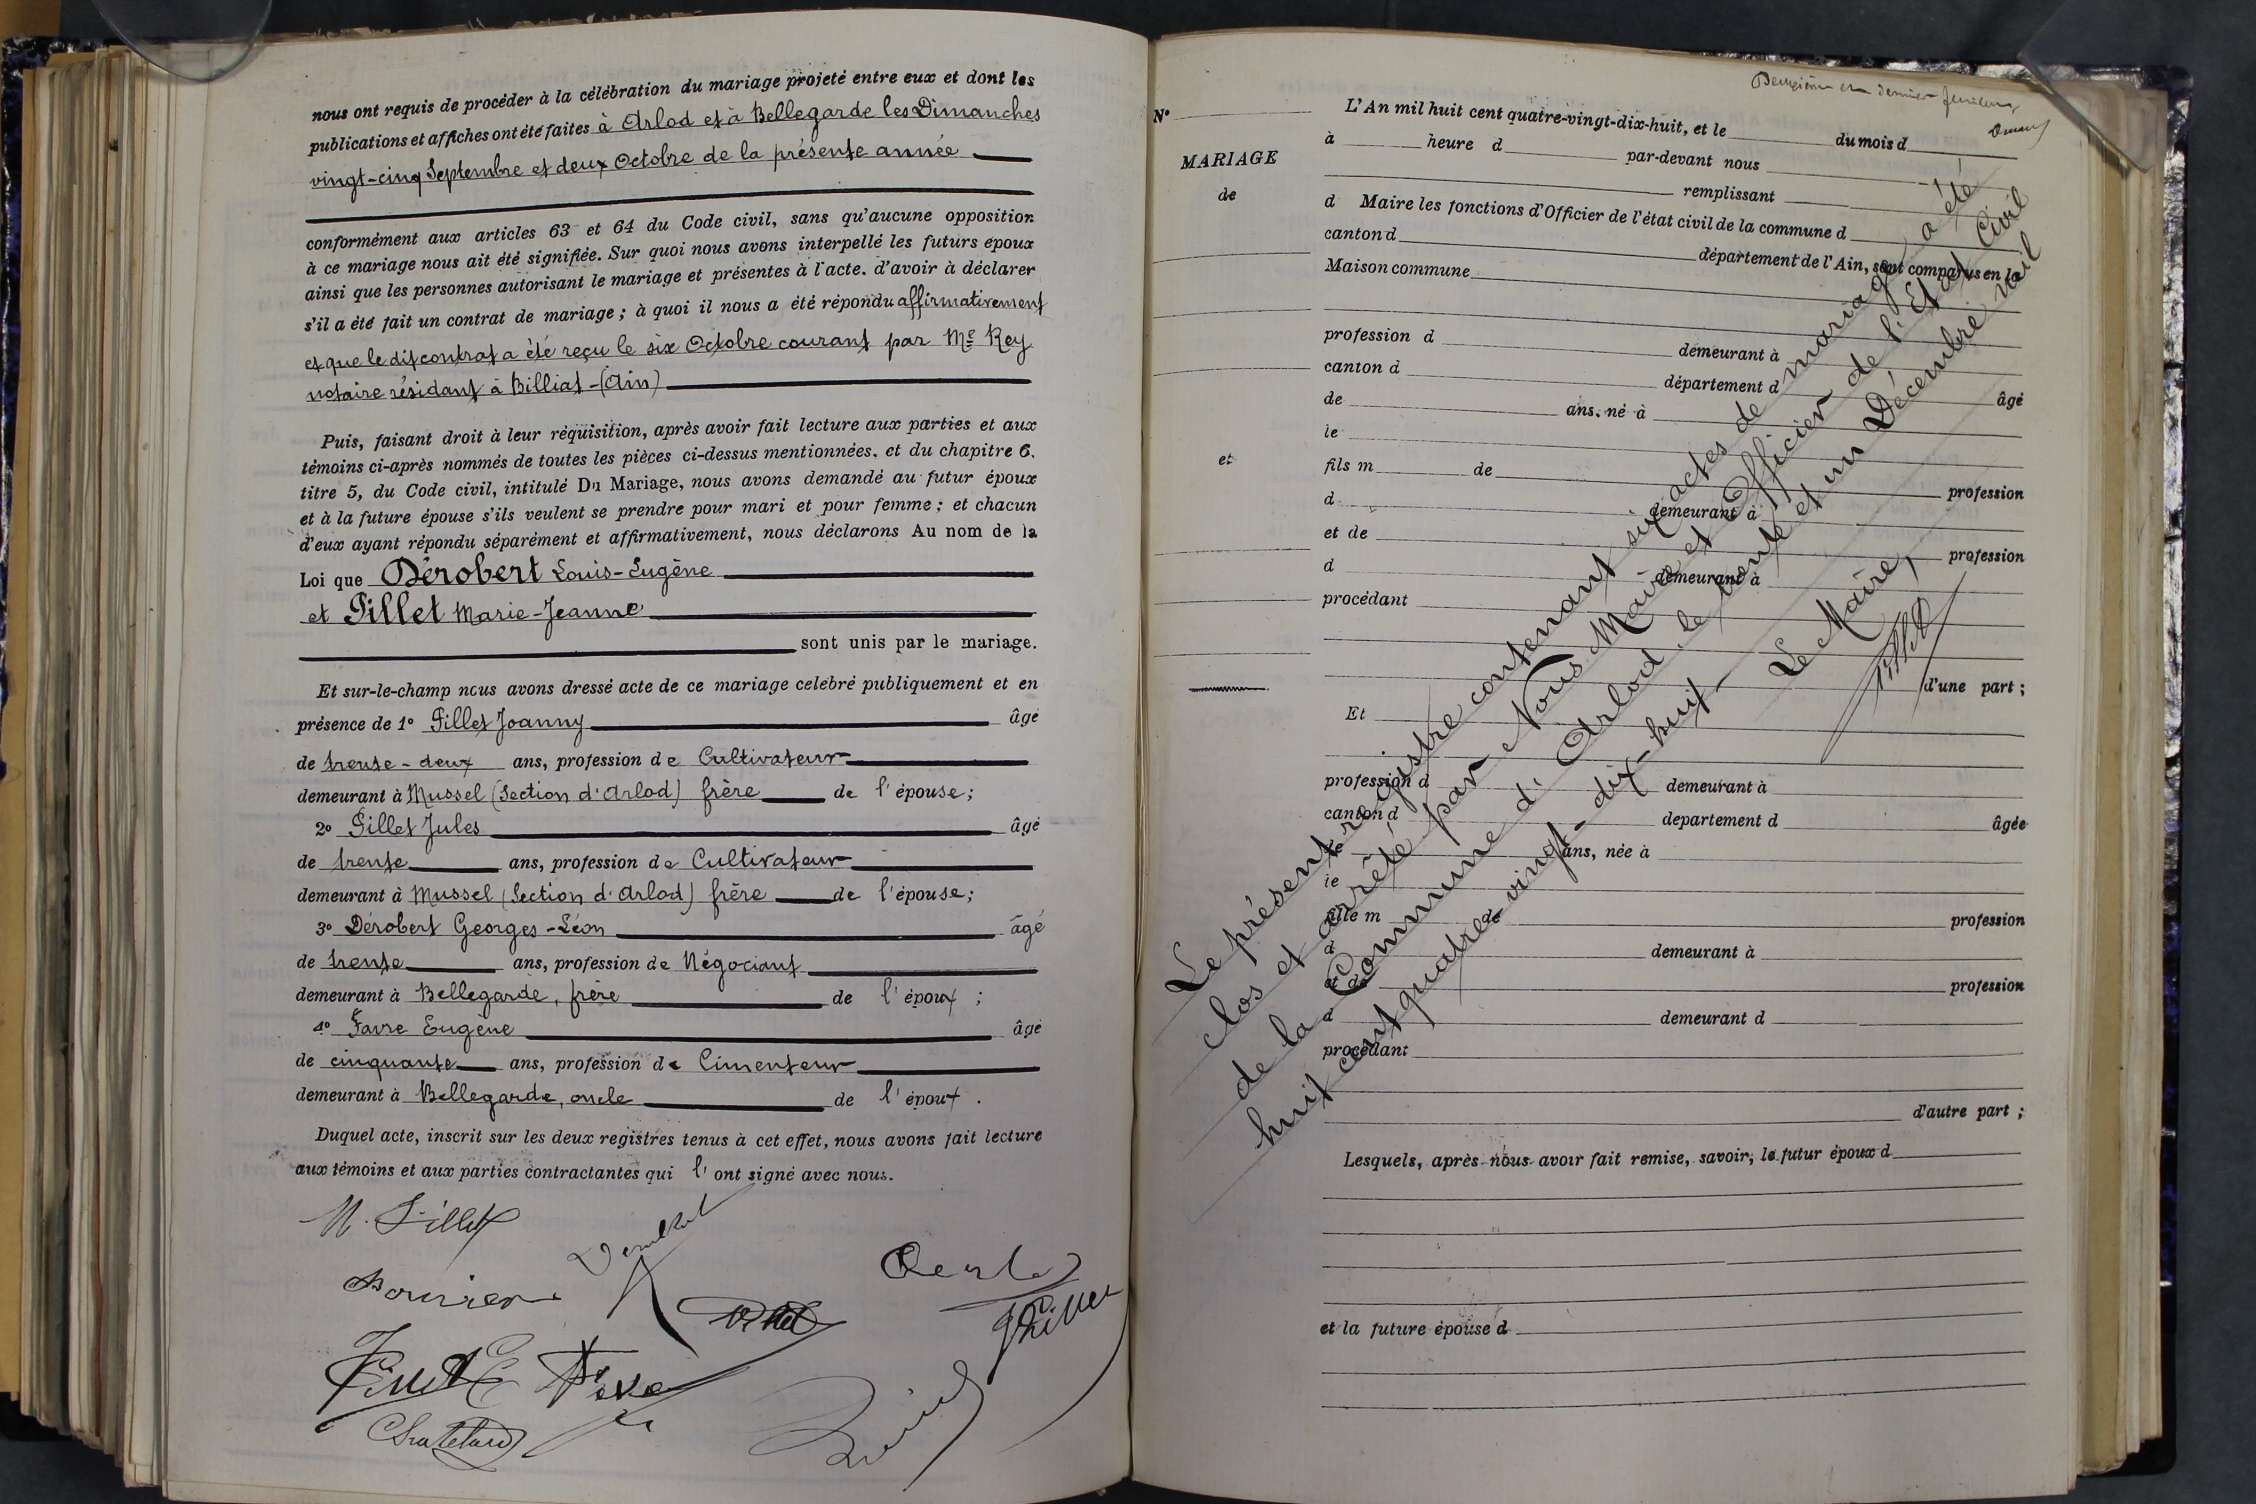 nous ont requis de procéder à la célébration du mariage projeté entre eux et dont les
publications et affiches ont été faites à Arlod et à Bellegarde les Dimanches
vingt-cinq Septembre et deux Octobre de la présente année
conformément aux articles 63 et 64 du Code civil, sans qu'aucune opposition
à ce mariage nous ait été signifiée. Sur quoi nous avons interpellé les futurs époux
ainsi que les personnes autorisant le mariage et présentes à l'acte. d'avoir à déclarer
s'il a été fait un contrat de mariage ; à quoi il nous a été répondu affirmativement
et que le dit contrat a été reçu le six Octobre courant par Me Rey
notaire résidant à Billiat - (Ain)
Puis, faisant droit à leur réquisition, après avoir fait lecture aux parties et aux
témoins ci-après nommés de toutes les pièces ci-dessus mentionnées. et du chapitre 6.
titre 5, du Code civil, intitulé Du Mariage, nous avons demandé au futur époux
et à la future épouse s'ils veulent se prendre pour mari et pour femme ; et chacun
d'eux ayant répondu séparément et affirmativement, nous déclarons Au nom de la
Loi que Dérobert Louis-Eugène
et Pillet Marie-Jeanne
sont unis par le mariage.
Et sur-le-champ nous avons dressé acte de ce mariage celebré publiquement et en
présence de 1o Pillet Joanny âgé
de trente-deux ans, profession de Cultivateur
demeurant à Mussel (Section d'Arlod) frère de l'épouse;
2o Pillet Jules âgé
de trente ans, profession de Cultivateur
demeurant à Mussel (Section d'Arlod) frère de l'épouse;
3o Dérobert Georges-Léon âgé
de trente ans, profession de Négociant
demeurant à Bellegarde, frère de l'époux ;
4o Favre Eugène âgé
de cinquante ans, profession de Cimenteur
demeurant à Bellegarde, oncle de l'époux .
Duquel acte, inscrit sur les deux registres tenus à cet effet, nous avons fait lecture
aux témoins et aux parties contractantes qui l'ont signé avec nous.
M. Pillet
Chatelard
Deuxième et dernier
No
MARIAGE
de
et
L'An mil huit cent quatre-vingt-dix-huit, et le du mois d
à heure d par-devant nous
remplissant
d Maire les fonctions d'Officier de l'état civil de la commune d
canton d département de l'Ain, sont comparus en la
Maison commune
profession d demeurant à
canton d département d
de ans. né à âgé
le
fils m de
d demeurant à profession
et de
d demeurant à profession
procédant
d'une part ;
Et
profession d demeurant à
canton d departement d
de ans, née à âgée
le
fille m de profession
d demeurant à
et de profession
d demeurant d
procédant
d'autre part ;
Lesquels, après nous avoir fait remise, savoir; le futur époux d
et la future épouse d
Le présent registre contenant six actes de mariage a été
clos et arrêté par Nous Maire et Officier de l'Etat Civil
de la Commune d'Arlod le trente et un Décembre mil
huit cent quatre-vingt-dix-huit
Le Maire,
Pillet